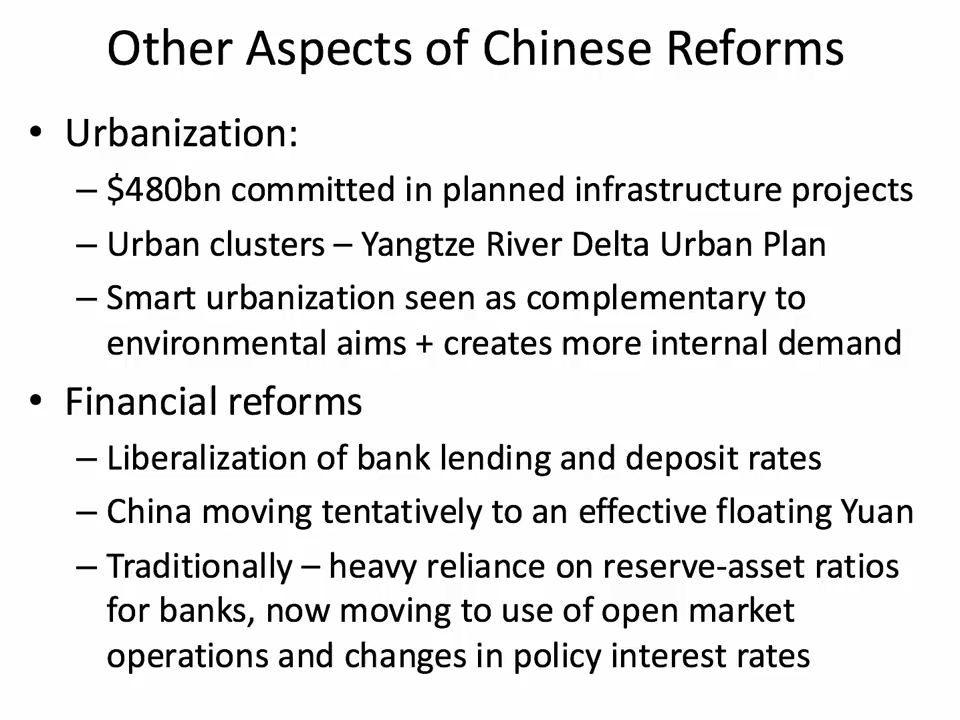 Other Aspects of Chinese Reforms
• Urbanization:
– $480bn committed in planned infrastructure projects
– Urban clusters – Yangtze River Delta Urban Plan
– Smart urbanization seen as complementary to
environmental aims + creates more internal demand
• Financial reforms
– Liberalization of bank lending and deposit rates
– China moving tentatively to an effective floating Yuan
– Traditionally – heavy reliance on reserve-asset ratios
for banks, now moving to use of open market
operations and changes in policy interest rates